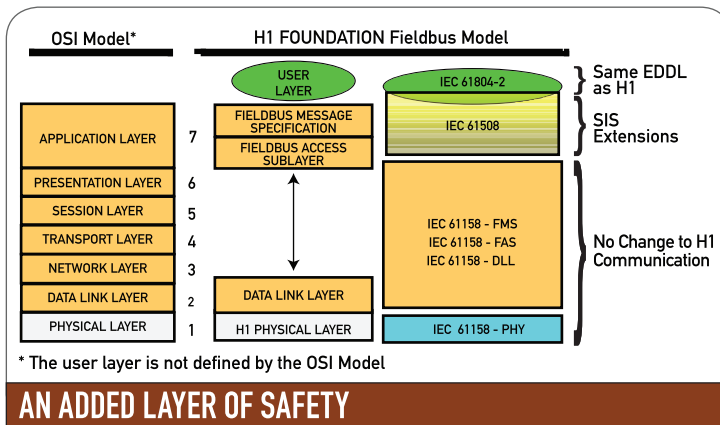 OSI Model*
H1 FOUNDATION Fieldbus Model
USER
LAYER
IEC 61804-2
Same EDDL
as H1
APPLICATION LAYER
7
FIELDBUS MESSAGE
SPECIFICATION
FIELDBUS ACCESS
SUBLAYER
IEC 61508
SIS
Extensions
PRESENTATION LAYER
6
SESSION LAYER
5
TRANSPORT LAYER
4
NETWORK LAYER
3
DATA LINK LAYER
2
PHYSICAL LAYER
1
DATA LINK LAYER
H1 PHYSICAL LAYER
IEC 61158 - FMS
IEC 61158 - FAS
IEC 61158 - DLL
IEC 61158 - PHY
No Change to H1
Communication
* The user layer is not defined by the OSI Model
AN ADDED LAYER OF SAFETY